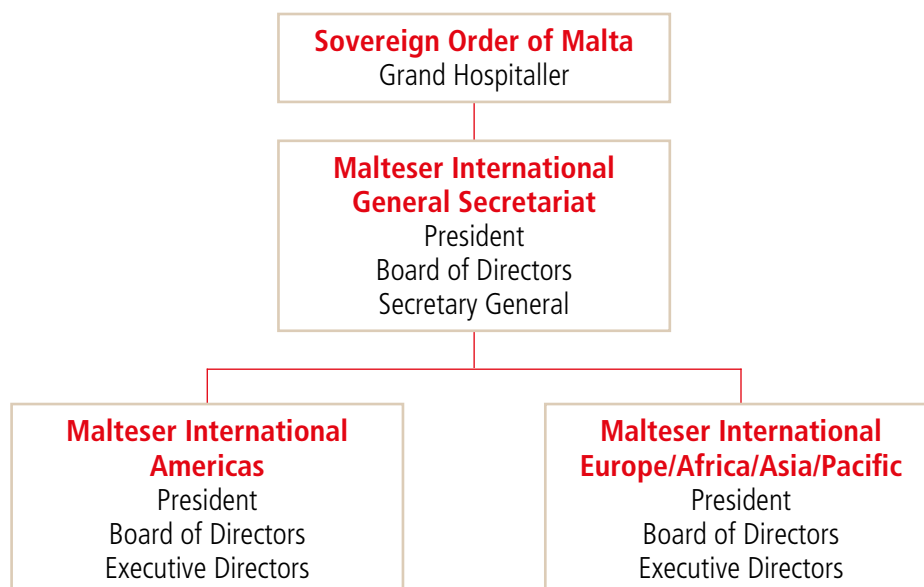 Sovereign Order of Malta
Grand Hospitaller
Malteser International
General Secretariat
President
Board of Directors
Secretary General
Malteser International
Americas
President
Board of Directors
Executive Directors
Malteser International
Europe/Africa/Asia/Pacific
President
Board of Directors
Executive Directors